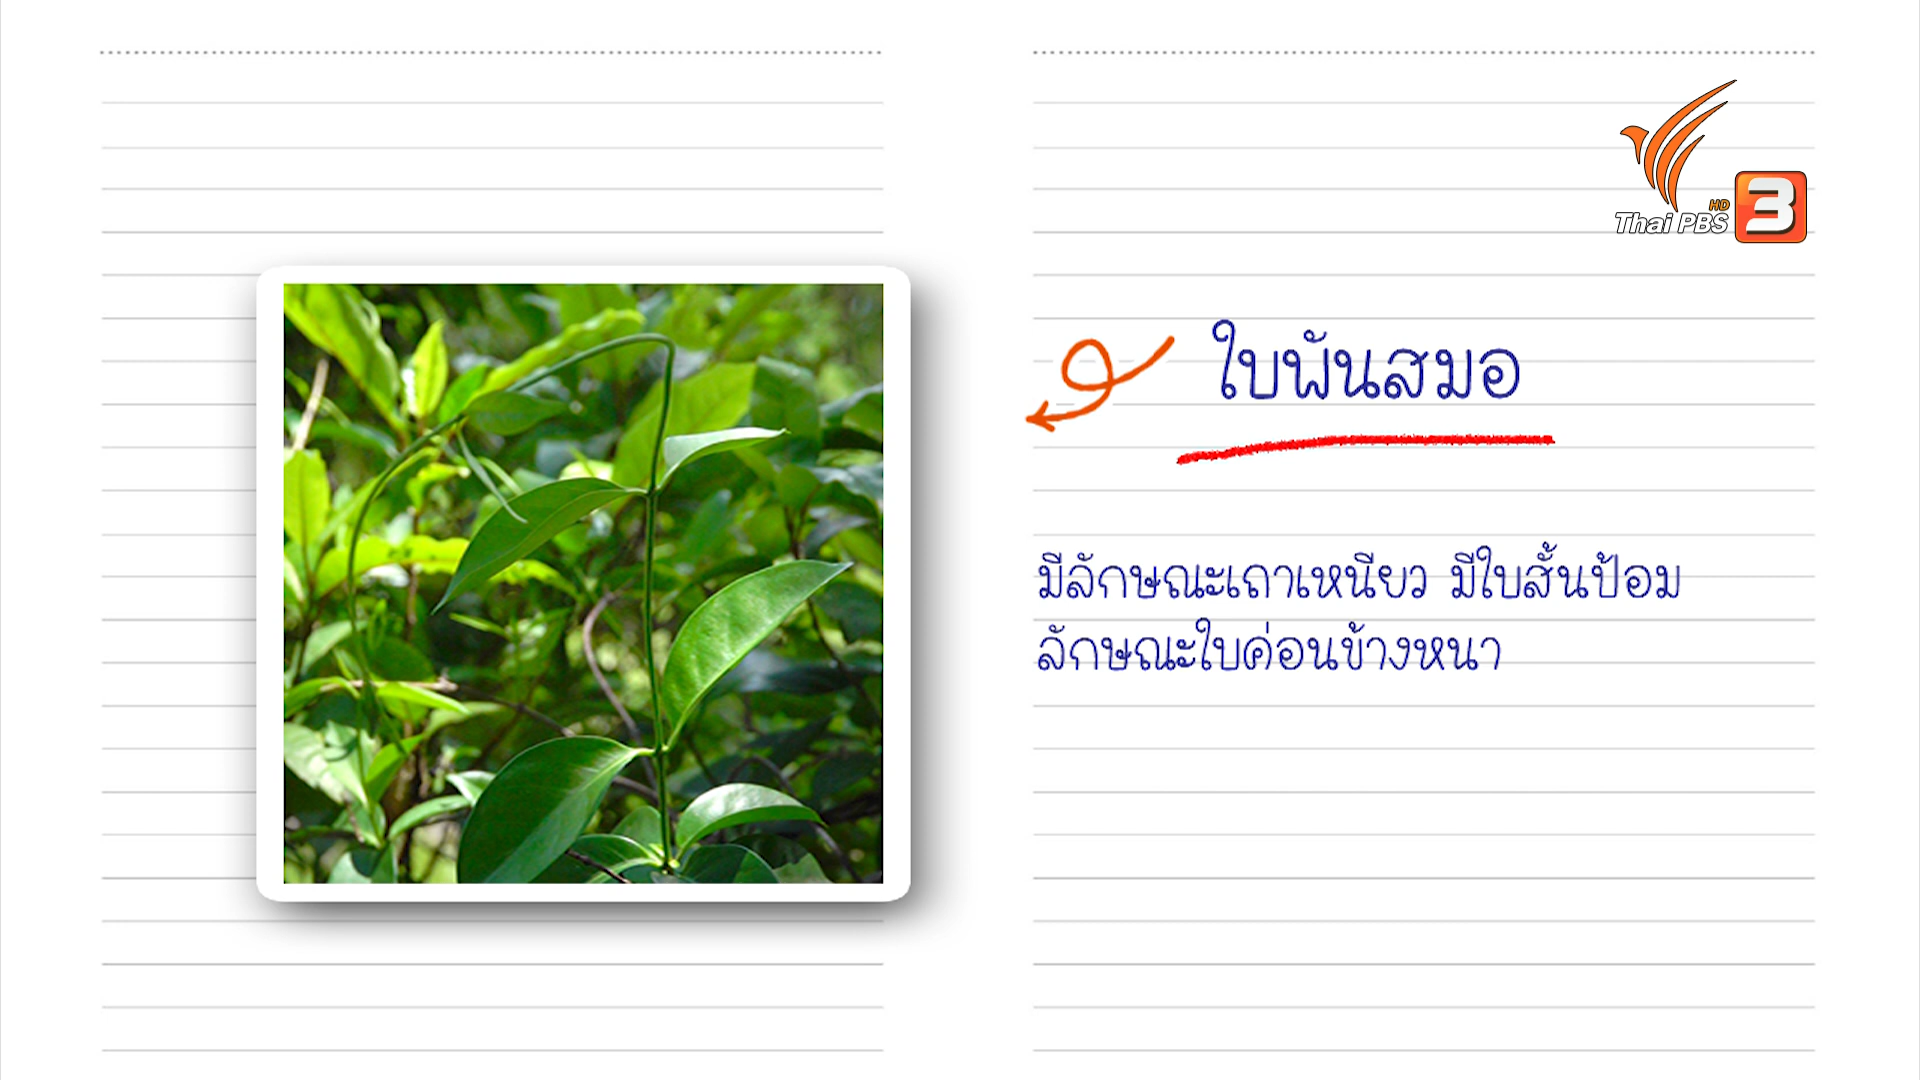 HD
Thai PBS 3
ใบพันสมอ
มีลักษณะเถาเหนียว มีใบสั้นป้อม
ลักษณะใบค่อนข้างหนา